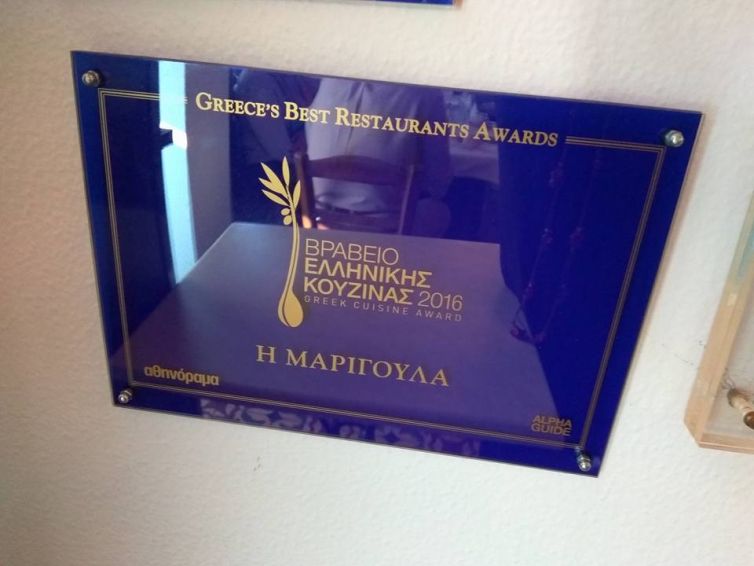 GREECE'S BEST RESTAURANTS AWARDS
ΒΡΑΒΕΙΟ
ΕΛΛΗΝΙΚΗΣ
ΚΟΥΖΙΝΑΣ 2016
GREEK CUISINE AWARD
Η ΜΑΡΙΓΟΥΛΑ
αθηνόραμα
ALPHA
GUIDE